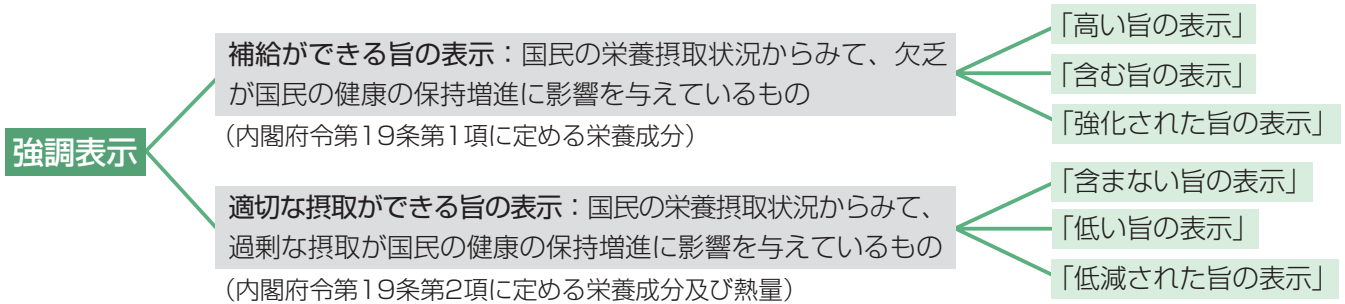 強調表示
補給ができる旨の表示：国民の栄養摂取状況からみて、欠乏
が国民の健康の保持増進に影響を与えているもの
（内閣府令第19条第1項に定める栄養成分）
「高い旨の表示」
「含む旨の表示」
「強化された旨の表示」
適切な摂取ができる旨の表示：国民の栄養摂取状況からみて、
過剰な摂取が国民の健康の保持増進に影響を与えているもの
（内閣府令第19条第2項に定める栄養成分及び熱量）
「含まない旨の表示」
「低い旨の表示」
「低減された旨の表示」